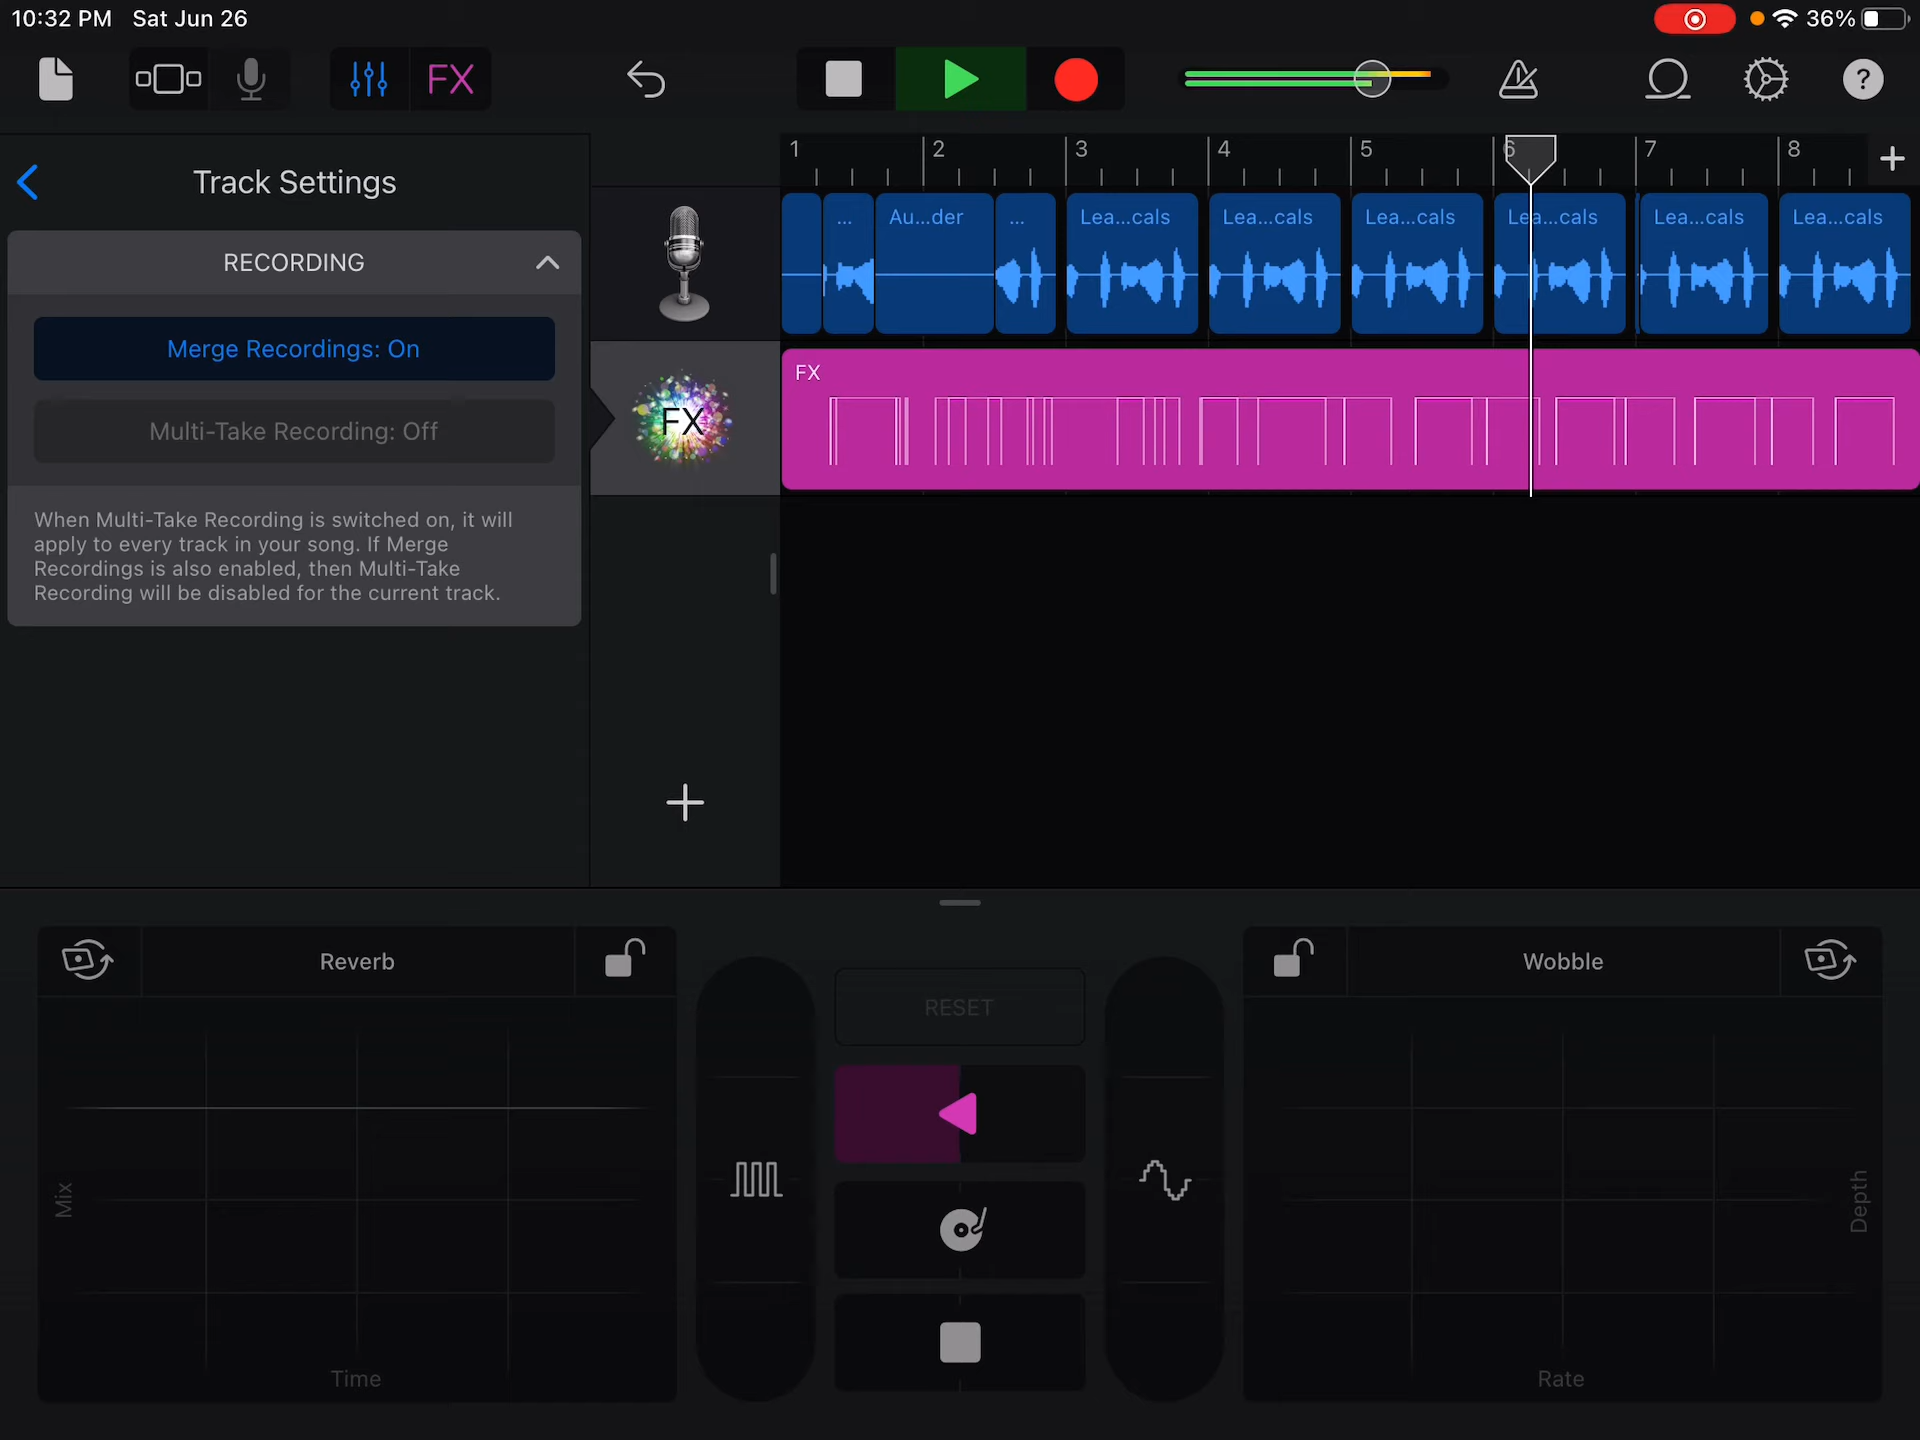 10:32 PM Sat Jun 26
36%
FX
Track Settings
RECORDING
Merge Recordings: On
Multi-Take Recording: Off
When Multi-Take Recording is switched on, it will
apply to every track in your song. If Merge
Recordings is also enabled, then Multi-Take
Recording will be disabled for the current track.
1 2 3 4 5 6 7 8
... Au...der ... Lea...cals Lea...cals Lea...cals Lea...cals Lea...cals Lea...cals
FX
FX
Reverb
Mix
Time
RESET
Wobble
Depth
Rate